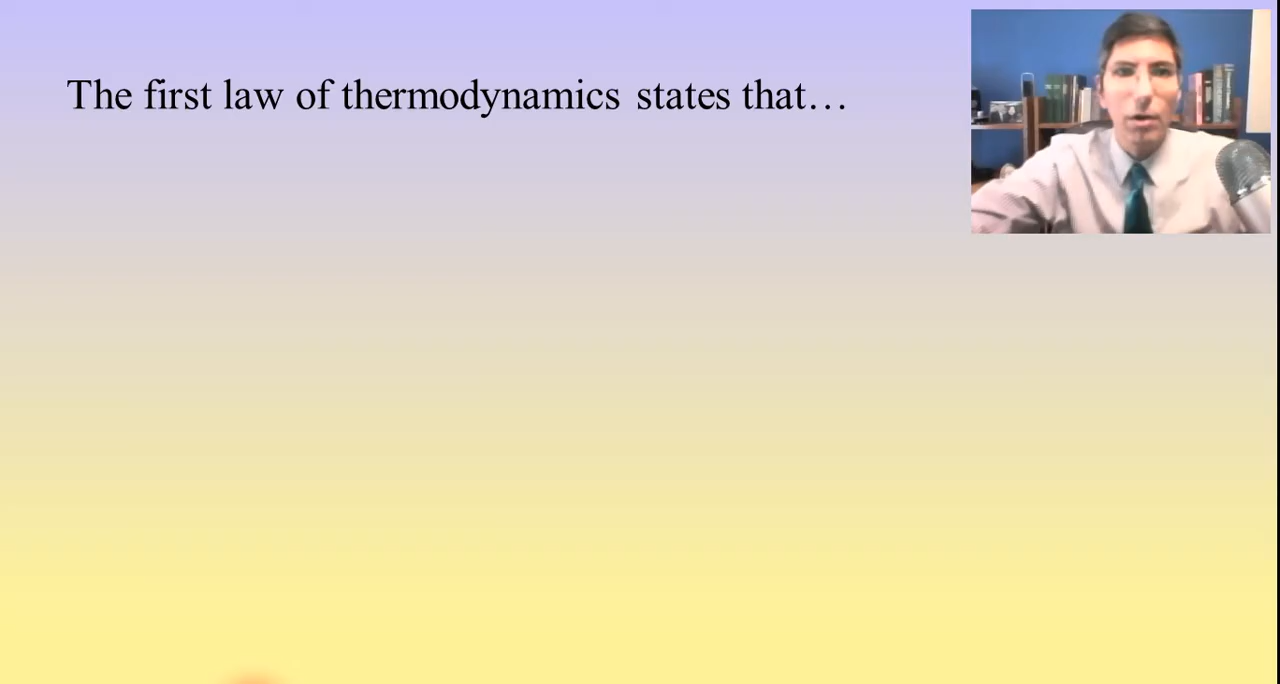 The first law of thermodynamics states that…